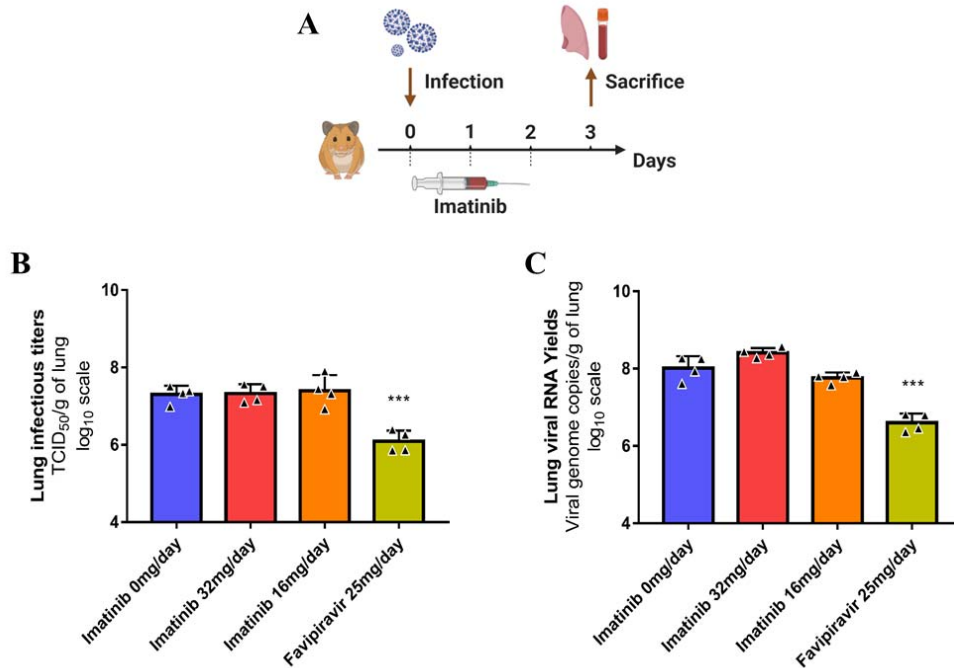 A
Infection
Sacrifice
0 1 2 3
Days
Imatinib
B
Lung infectious titers
TCID50/g of lung
log10 scale
10
8
6
4
***
Imatinib 0mg/day
Imatinib 32mg/day
Imatinib 16mg/day
Favipiravir 25mg/day
C
Lung viral RNA Yields
Viral genome copies/g of lung
log10 scale
10
8
6
4
***
Imatinib 0mg/day
Imatinib 32mg/day
Imatinib 16mg/day
Favipiravir 25mg/day